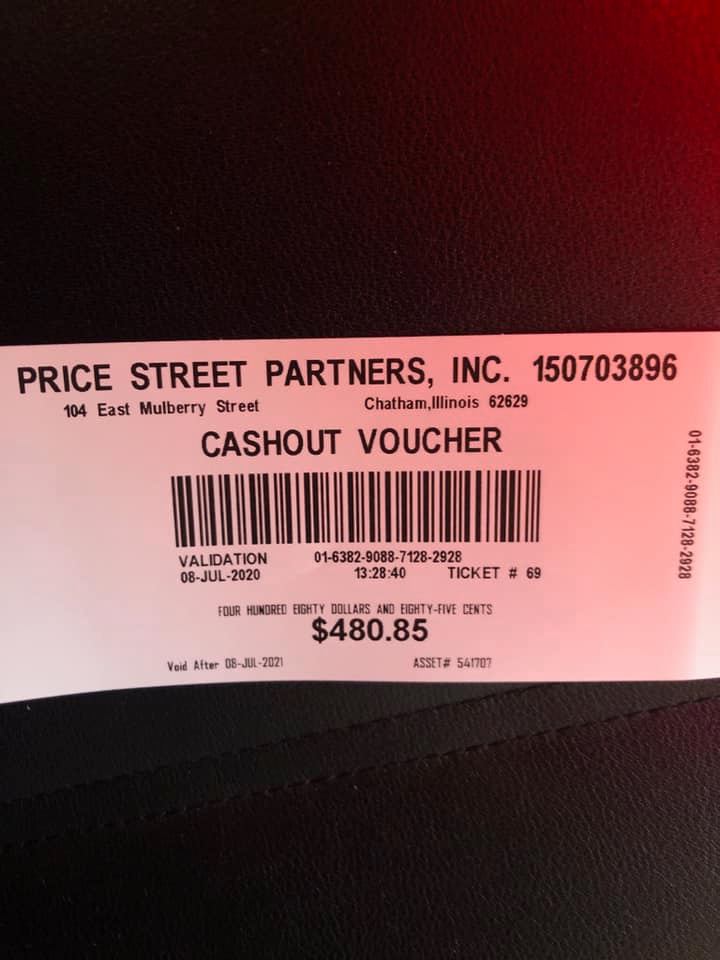 PRICE STREET PARTNERS, INC. 150703896
104 East Mulberry Street Chatham,Illinois 62629
CASHOUT VOUCHER
01-6382-9088-7128-2928
VALIDATION 01-6382-9088-7128-2928
08-JUL-2020 13:28:40 TICKET # 69
FOUR HUNDRED EIGHTY DOLLARS AND EIGHTY-FIVE CENTS
$480.85
Void After 08-JUL-2021 ASSET# 541707